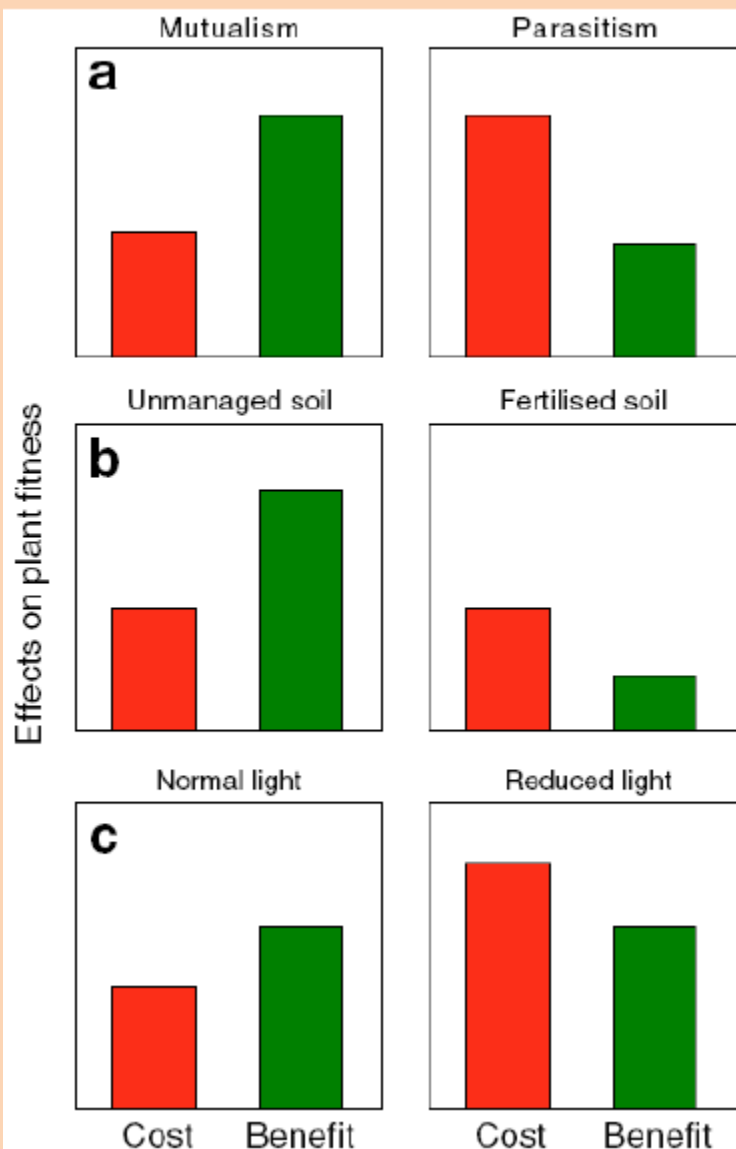 Mutualism
Parasitism
a
Unmanaged soil
Fertilised soil
b
Effects on plant fitness
Normal light
Reduced light
c
Cost
Benefit
Cost
Benefit